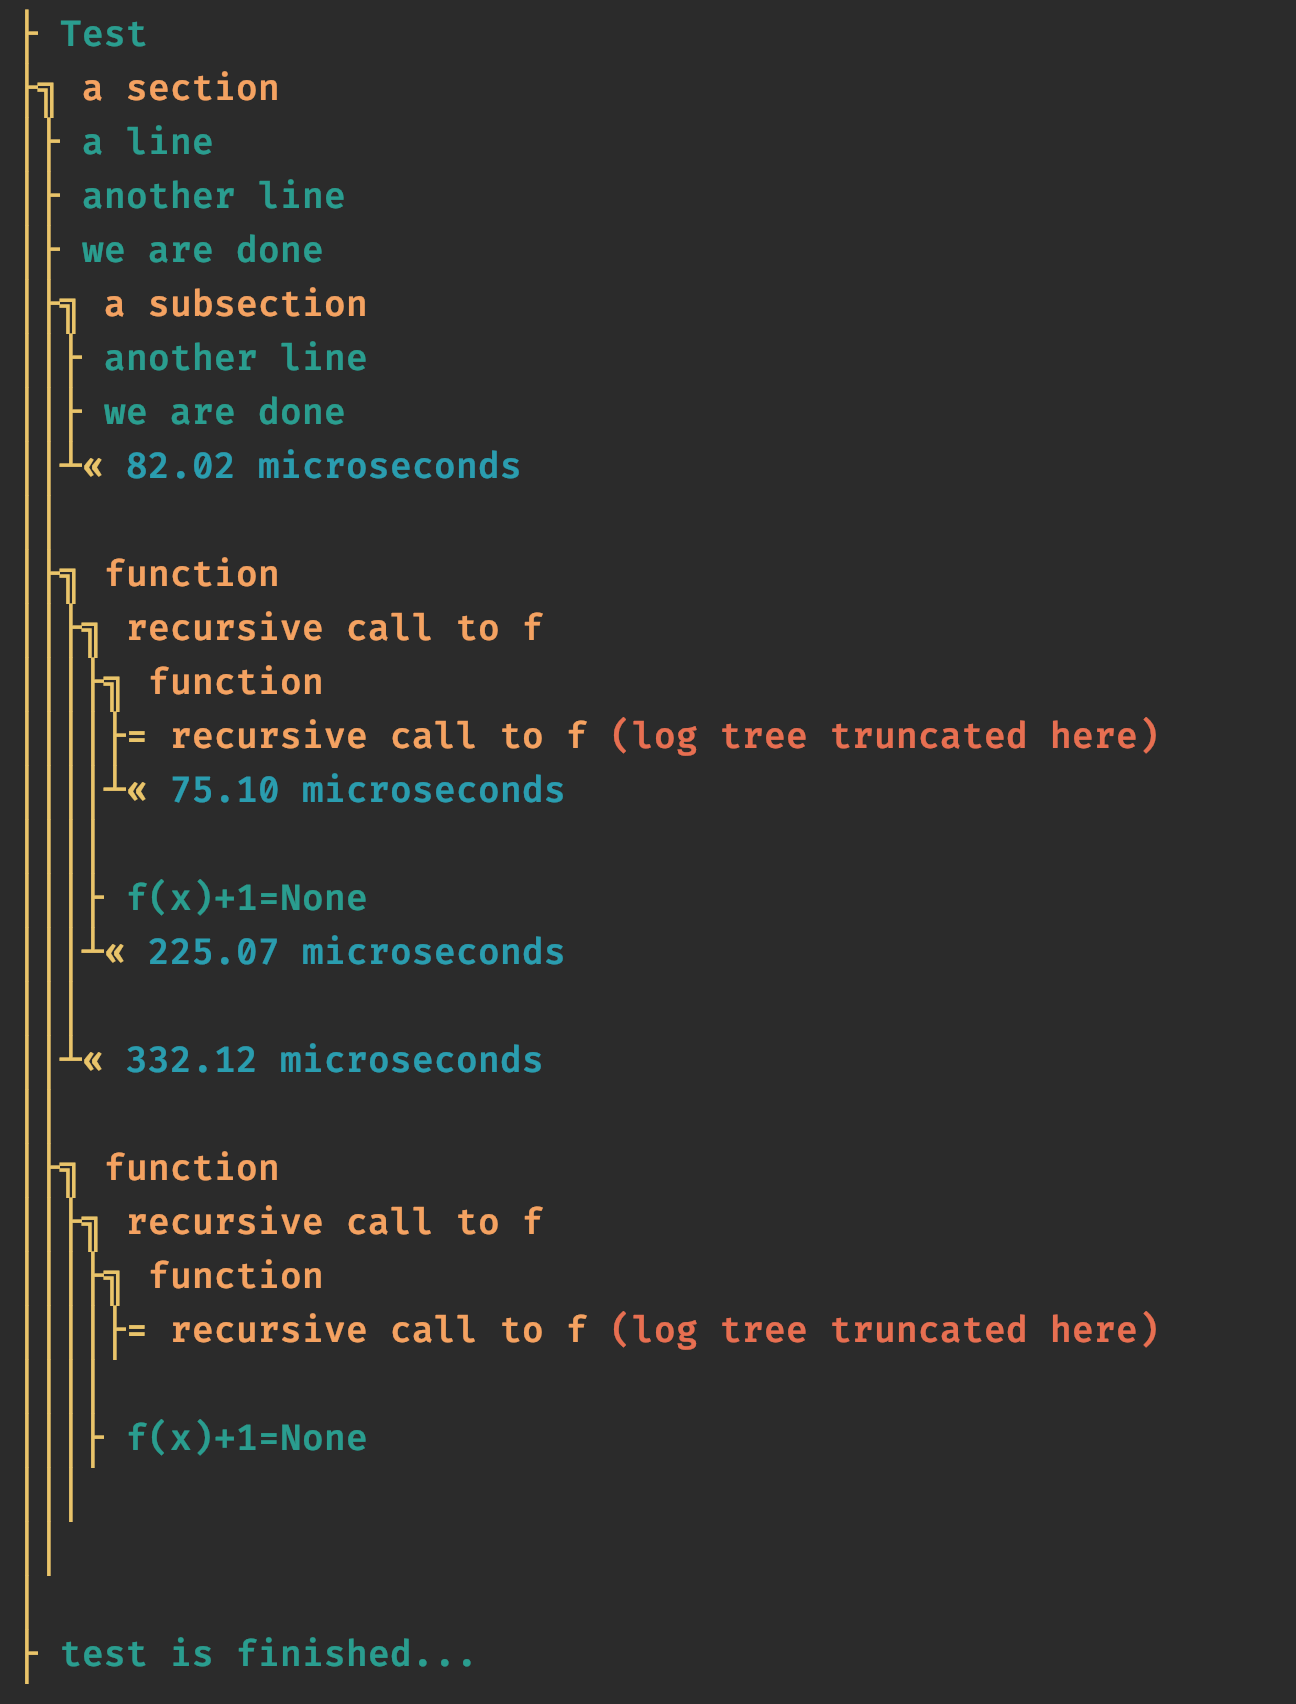 ├ Test
├╗ a section
│├ a line
│├ another line
│├ we are done
│├╗ a subsection
││├ another line
││├ we are done
││┴« 82.02 microseconds
││
│├╗ function
││├╗ recursive call to f
│││├╗ function
││││├= recursive call to f (log tree truncated here)
││││┴« 75.10 microseconds
││││
│││├ f(x)+1=None
│││┴« 225.07 microseconds
│││
││┴« 332.12 microseconds
││
│├╗ function
││├╗ recursive call to f
│││├╗ function
││││├= recursive call to f (log tree truncated here)
│││├ f(x)+1=None
├ test is finished...